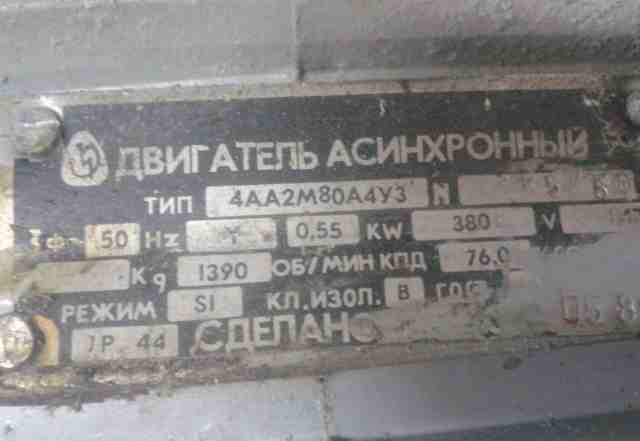 ДВИГАТЕЛЬ АСИНХРОННЫЙ
ТИП 4АА2М80А4У3 N
50 Hz Y 0,55 KW 380 V
Kg 1390 ОБ/МИН КПД 76.0
РЕЖИМ S1 КЛ.ИЗОЛ. В ГОС
IP 44 СДЕЛАНО